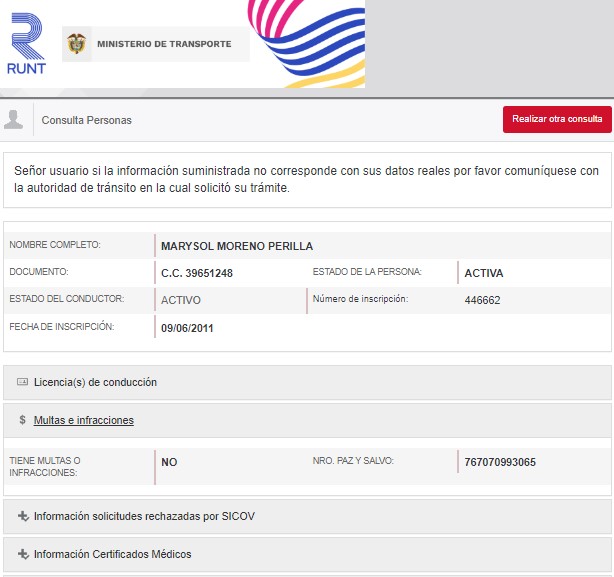 RUNT
MINISTERIO DE TRANSPORTE
Consulta Personas
Realizar otra consulta
Señor usuario si la información suministrada no corresponde con sus datos reales por favor comuníquese con
la autoridad de tránsito en la cual solicitó su trámite.
NOMBRE COMPLETO: MARYSOL MORENO PERILLA
DOCUMENTO: C.C. 39651248 ESTADO DE LA PERSONA: ACTIVA
ESTADO DEL CONDUCTOR: ACTIVO Número de inscripción: 446662
FECHA DE INSCRIPCIÓN: 09/06/2011
Licencia(s) de conducción
$ Multas e infracciones
TIENE MULTAS O
INFRACCIONES: NO NRO. PAZ Y SALVO: 767070993065
Información solicitudes rechazadas por SICOV
Información Certificados Médicos